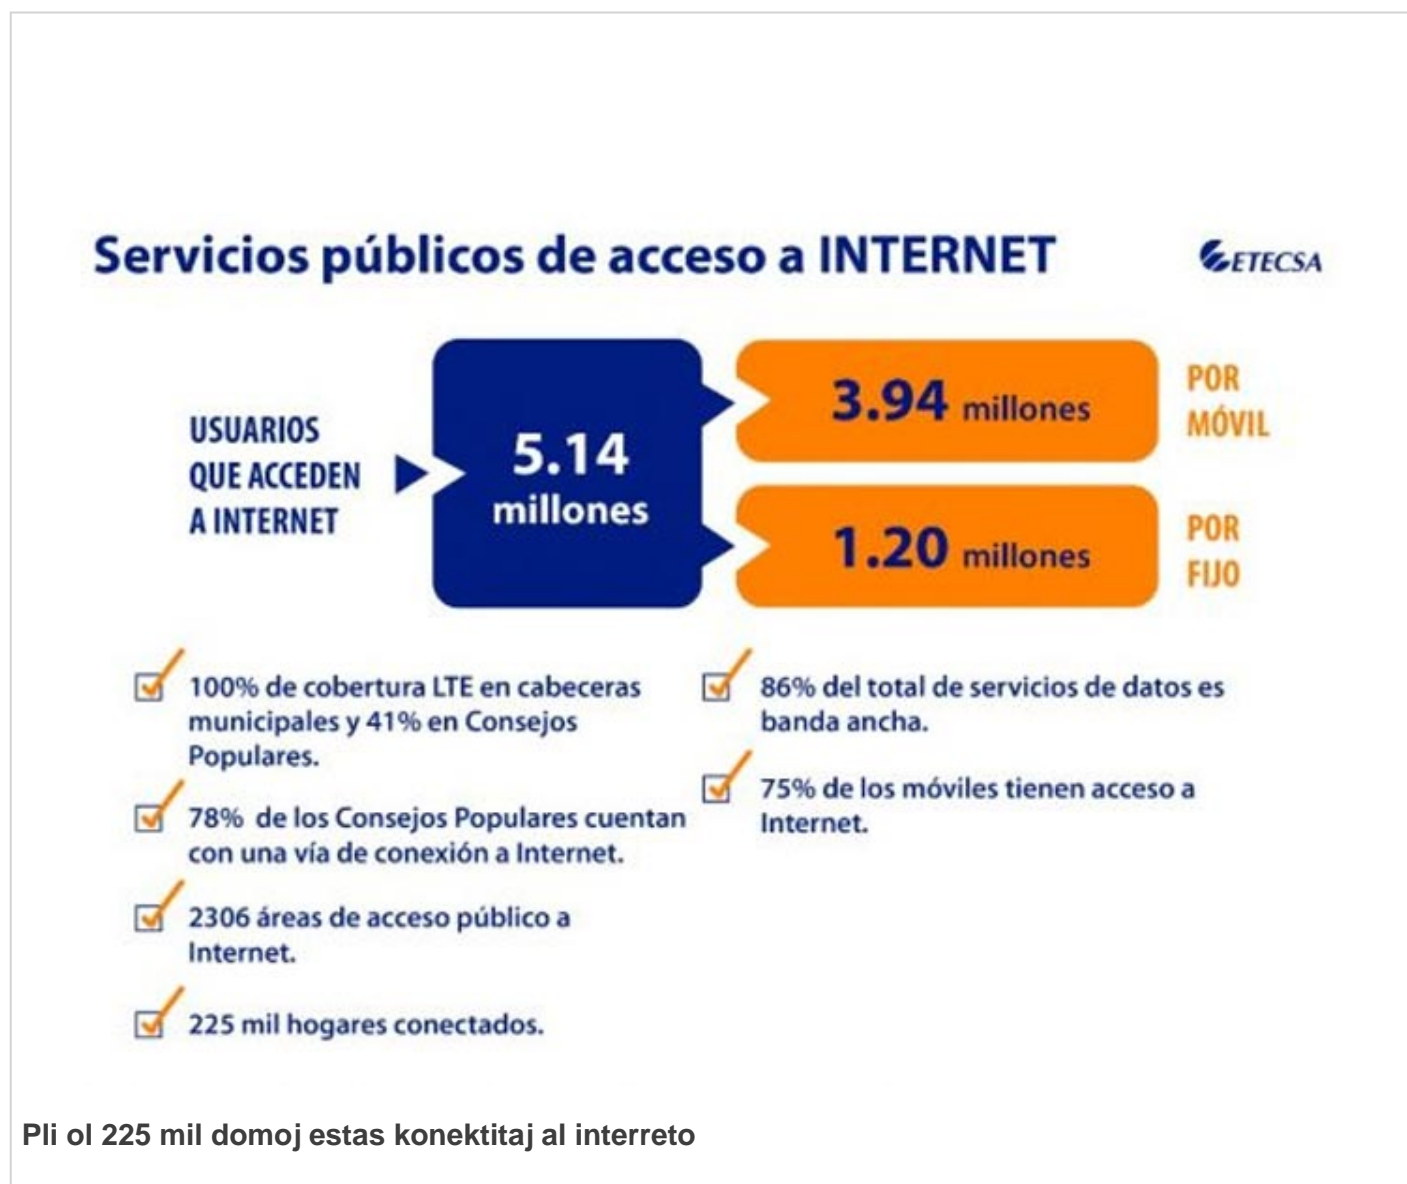 Servicios públicos de acceso a INTERNET
ETECSA
USUARIOS
QUE ACCEDEN
A INTERNET
5.14
millones
3.94 millones
POR
MÓVIL
1.20 millones
POR
FIJO
100% de cobertura LTE en cabeceras
municipales y 41% en Consejos
Populares.
78% de los Consejos Populares cuentan
con una vía de conexión a Internet.
2306 áreas de acceso público a
Internet.
225 mil hogares conectados.
86% del total de servicios de datos es
banda ancha.
75% de los móviles tienen acceso a
Internet.
Pli ol 225 mil domoj estas konektitaj al interreto